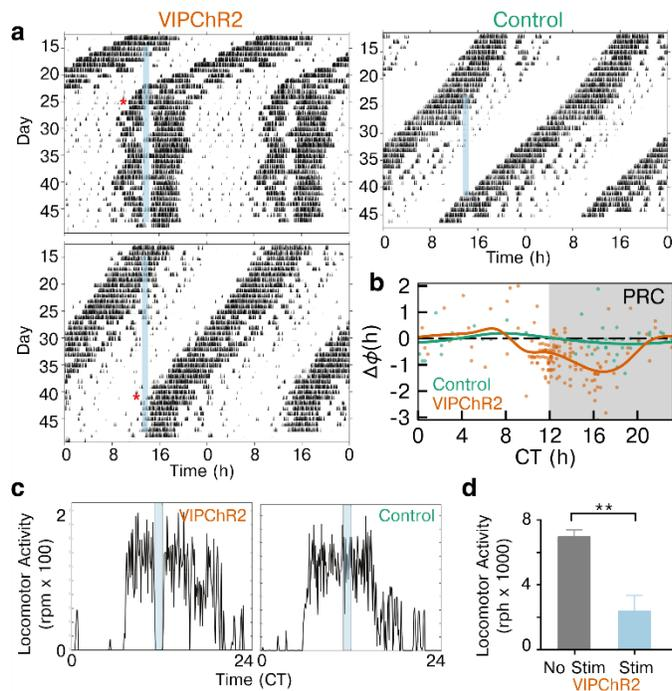 VIPChR2
Control
a
Day
15
20
25
*
30
35
40
45
Day
15
20
25
30
35
40
*
45
0 8 16 0 8 16 0
Time (h)
Day
15
20
30
35
40
45
0 8 16 0 8 16 0
Time (h)
b
PRC
Δϕ(h)
2
1
0
-1
-2
-3
Control
VIPChR2
0 4 8 12 16 20
CT (h)
c
VIPChR2
Control
Locomotor Activity
(rpm x 100)
2
0
0 24 0 24
Time (CT)
d
**
Locomotor Activity
(rph x 1000)
8
4
0
No Stim Stim
VIPChR2